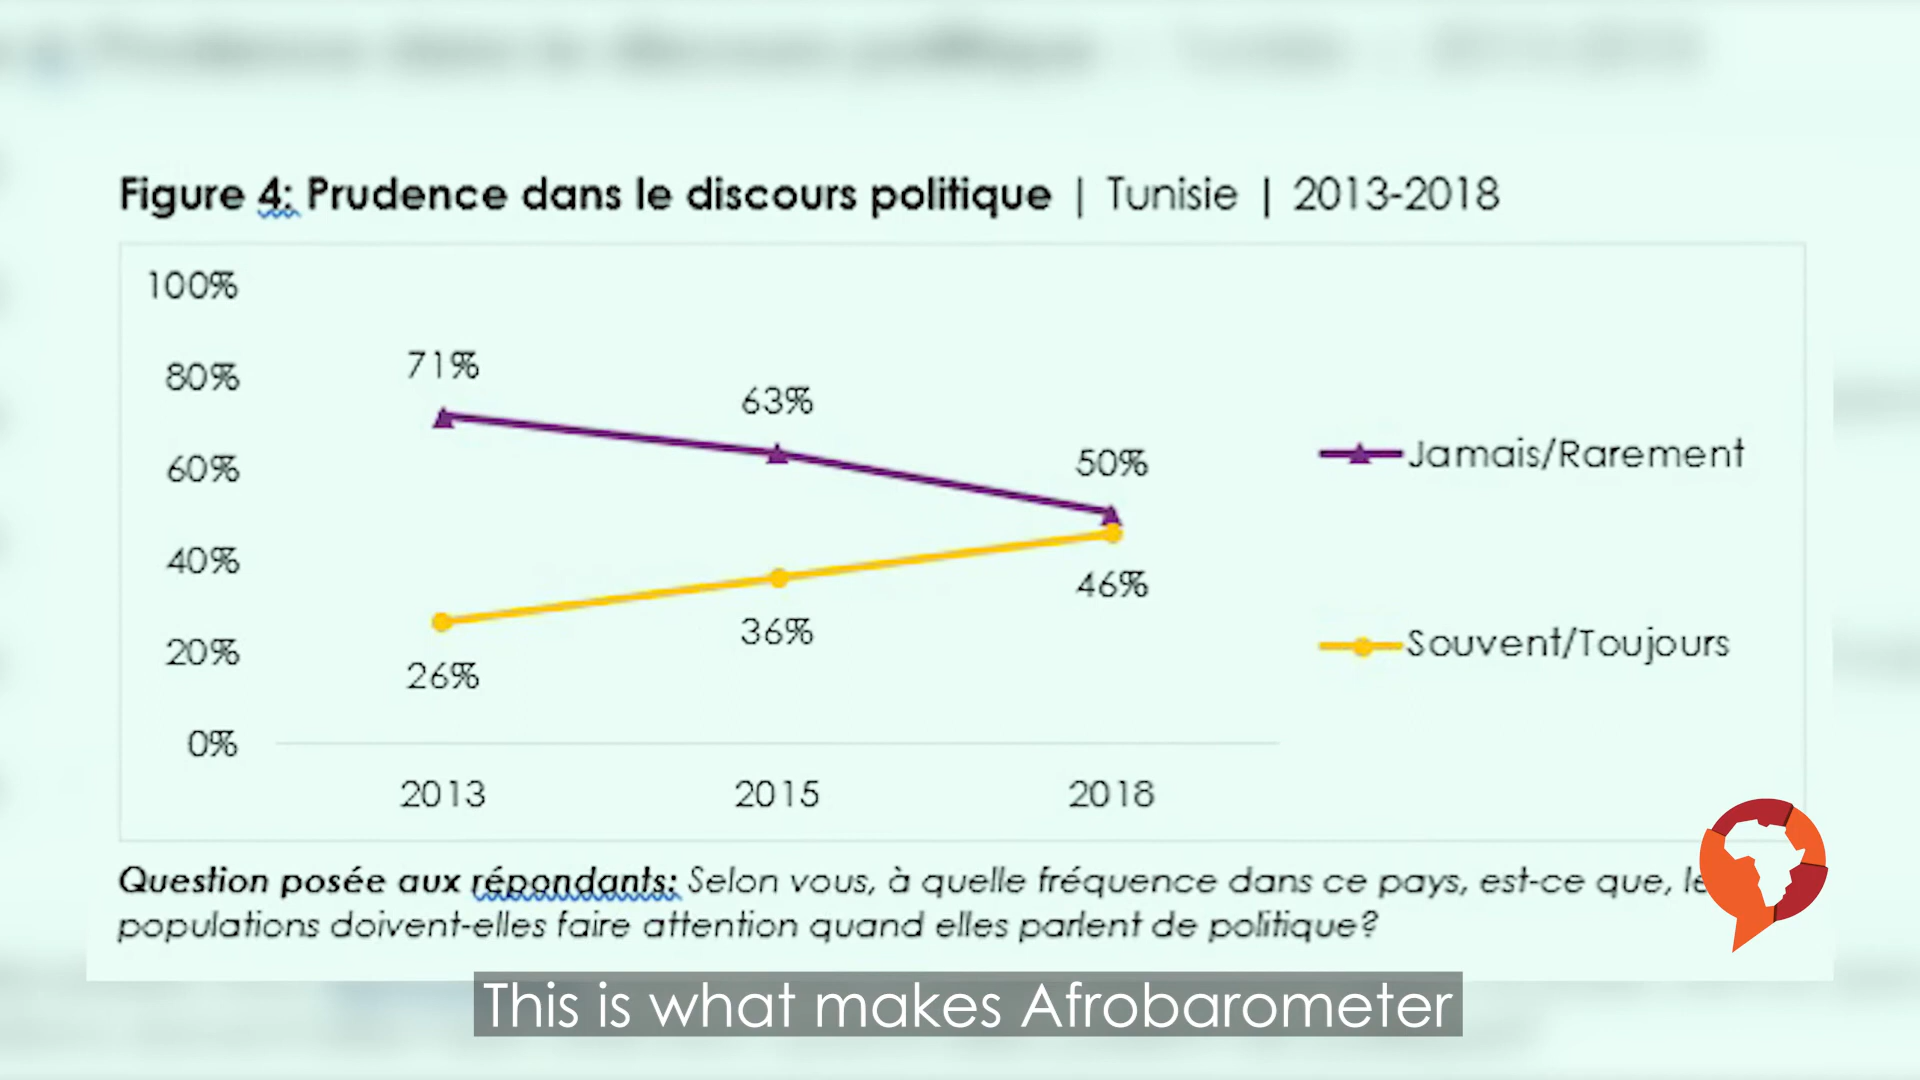 Figure 4: Prudence dans le discours politique | Tunisie | 2013-2018
100%
80%
60%
40%
20%
0%
71%
63%
50%
26%
36%
46%
2013
2015
2018
Jamais/Rarement
Souvent/Toujours
Question posée aux répondants: Selon vous, à quelle fréquence dans ce pays, est-ce que, le
populations doivent-elles faire attention quand elles parlent de politique?
This is what makes Afrobarometer